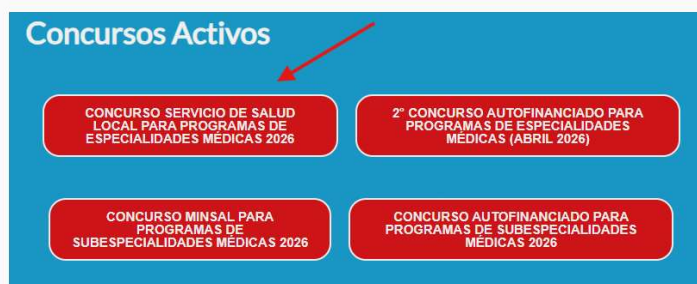 Concursos Activos
CONCURSO SERVICIO DE SALUD
LOCAL PARA PROGRAMAS DE
ESPECIALIDADES MÉDICAS 2026
2° CONCURSO AUTOFINANCIADO PARA
PROGRAMAS DE ESPECIALIDADES
MÉDICAS (ABRIL 2026)
CONCURSO MINSAL PARA
PROGRAMAS DE
SUBESPECIALIDADES MÉDICAS 2026
CONCURSO AUTOFINANCIADO PARA
PROGRAMAS DE SUBESPECIALIDADES
MÉDICAS 2026